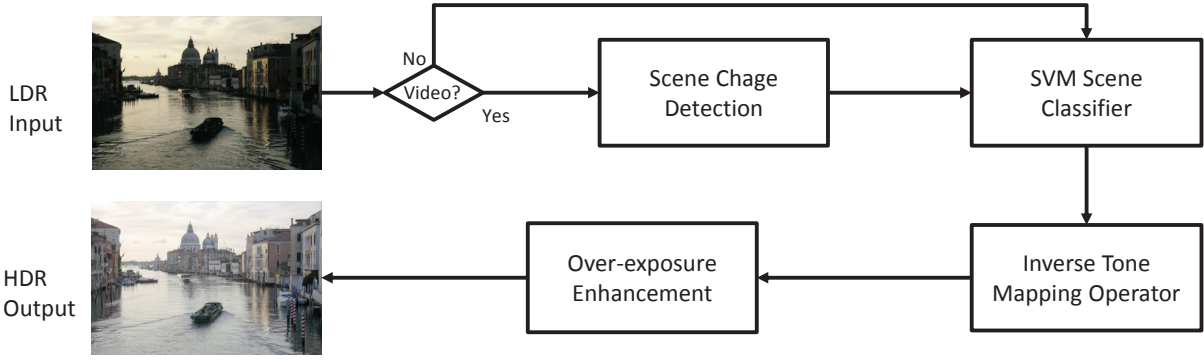 LDR
Input
No
Video?
Yes
Scene Chage
Detection
SVM Scene
Classifier
HDR
Output
Over-exposure
Enhancement
Inverse Tone
Mapping Operator